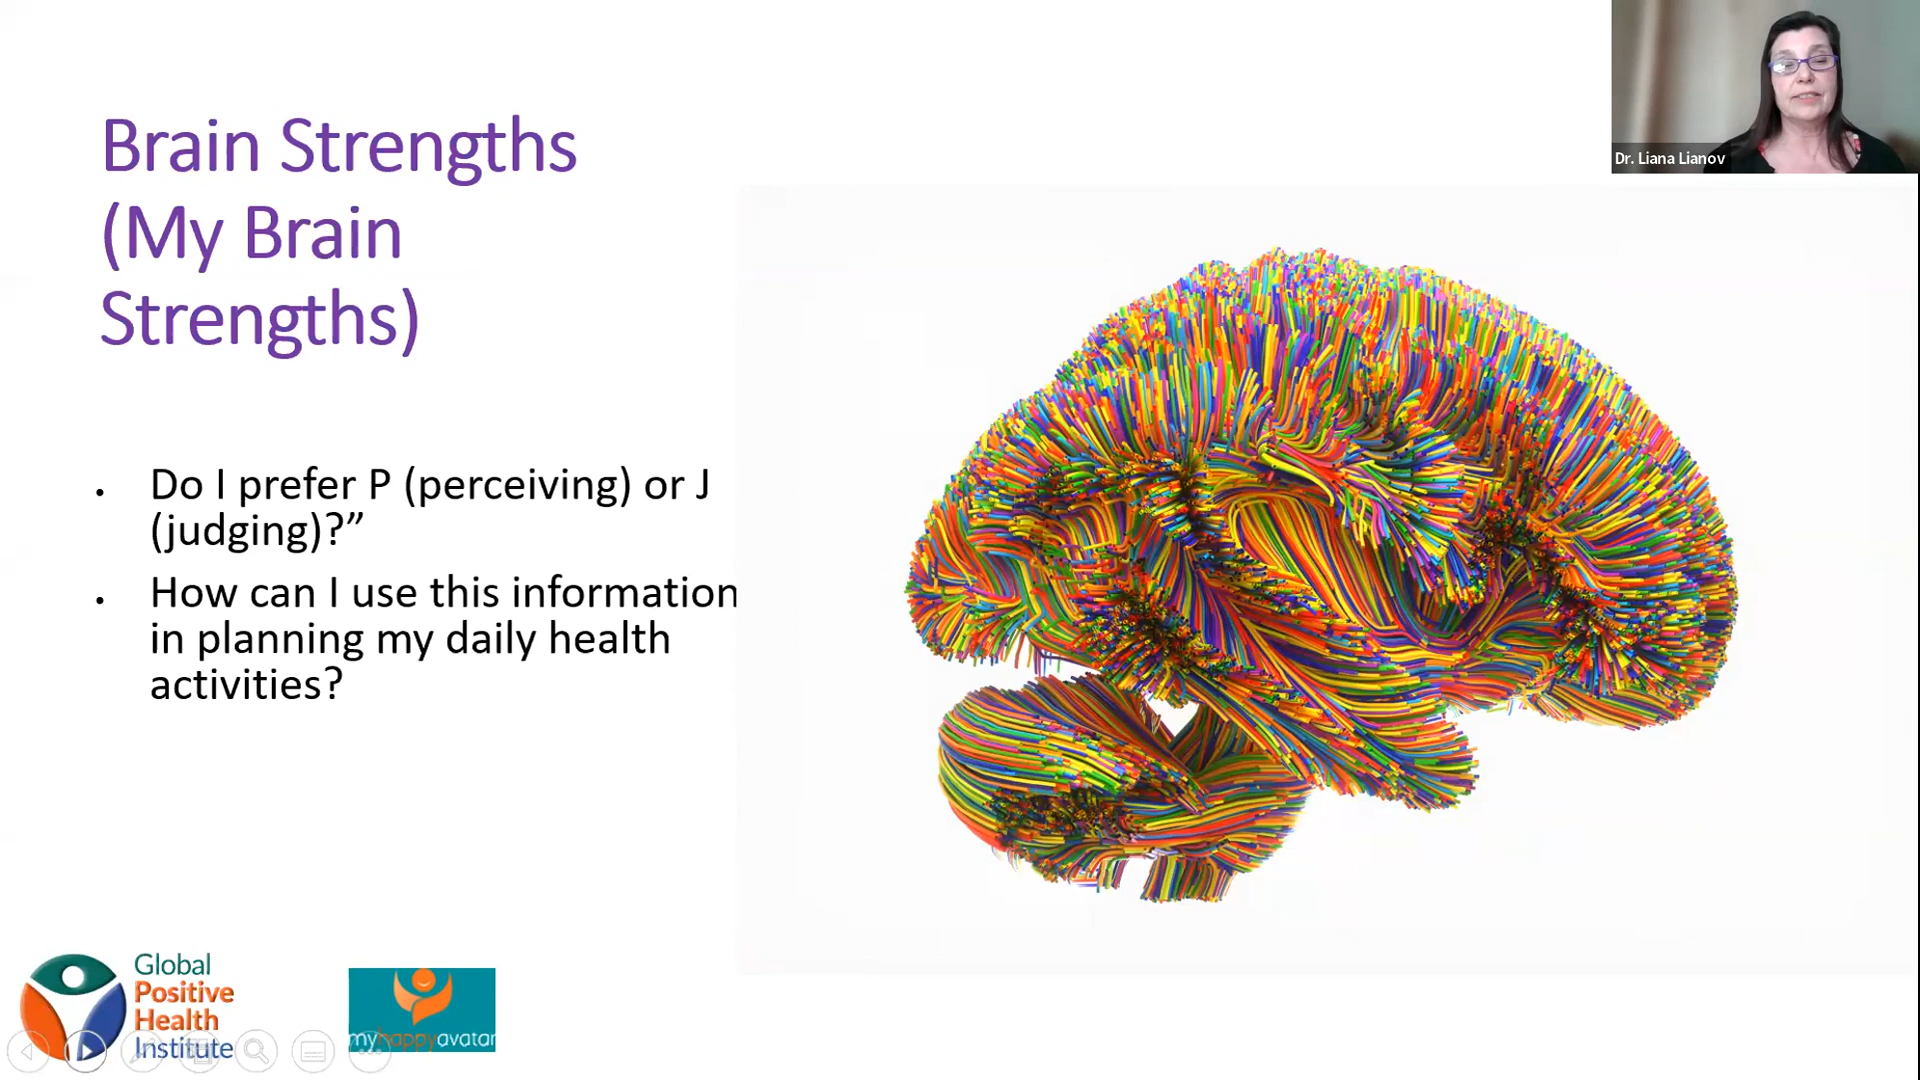 Dr. Liana Lianov
Brain Strengths
(My Brain
Strengths)
• Do I prefer P (perceiving) or J
(judging)?”
• How can I use this information
in planning my daily health
activities?
Global
Positive
Health
Institute
myhappyavatar